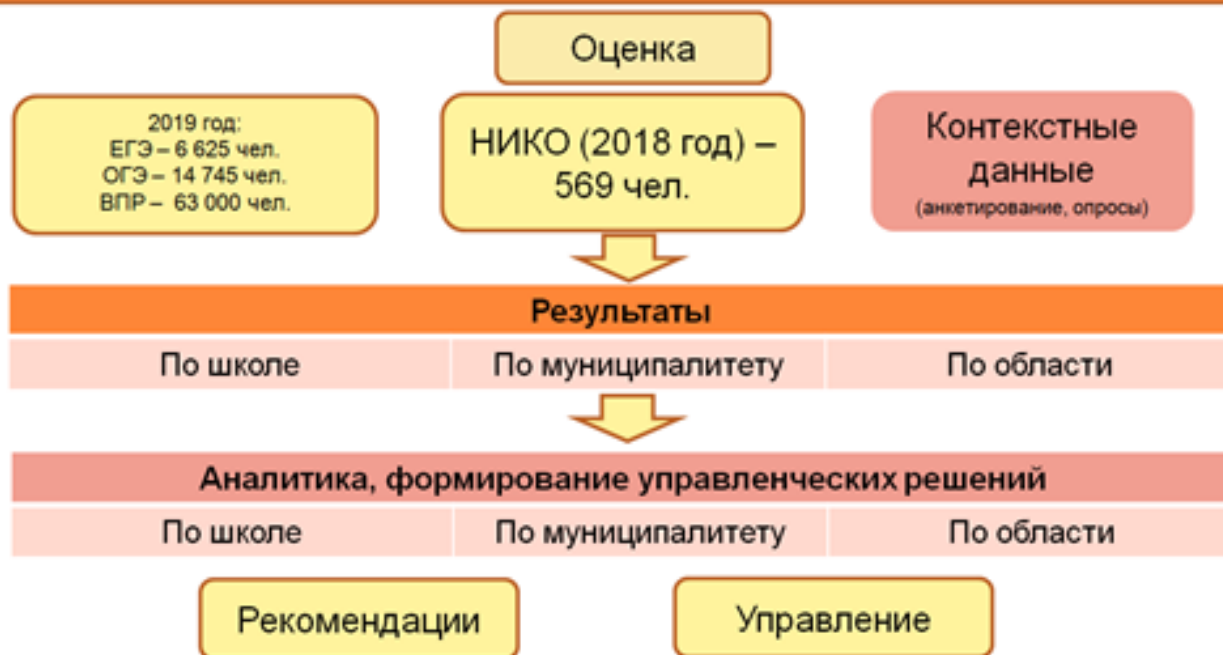 Оценка
2019 год:
ЕГЭ – 6 625 чел.
ОГЭ – 14 745 чел.
ВПР – 63 000 чел.
НИКО (2018 год) –
569 чел.
Контекстные
данные
(анкетирование, опросы)
Результаты
По школе
По муниципалитету
По области
Аналитика, формирование управленческих решений
По школе
По муниципалитету
По области
Рекомендации
Управление